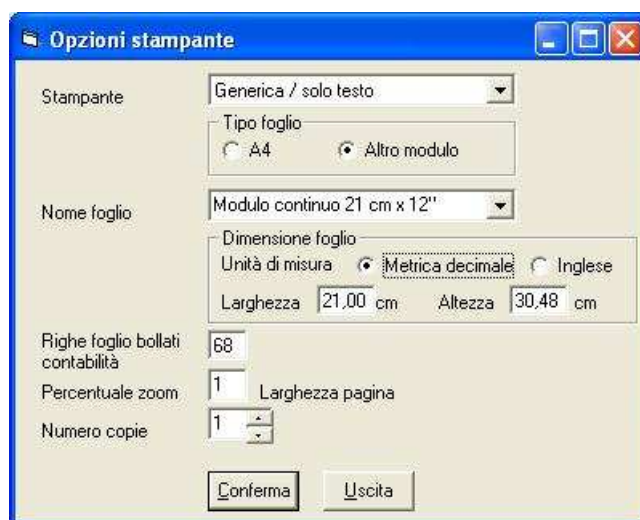 Opzioni stampante
Stampante
Generica / solo testo
Tipo foglio
A4
Altro modulo
Nome foglio
Modulo continuo 21 cm x 12"
Dimensione foglio
Unità di misura
Metrica decimale
Inglese
Larghezza
21,00
cm
Altezza
30,48
cm
Righe foglio bollati
contabilità
68
Percentuale zoom
1
Larghezza pagina
Numero copie
1
Conferma
Uscita